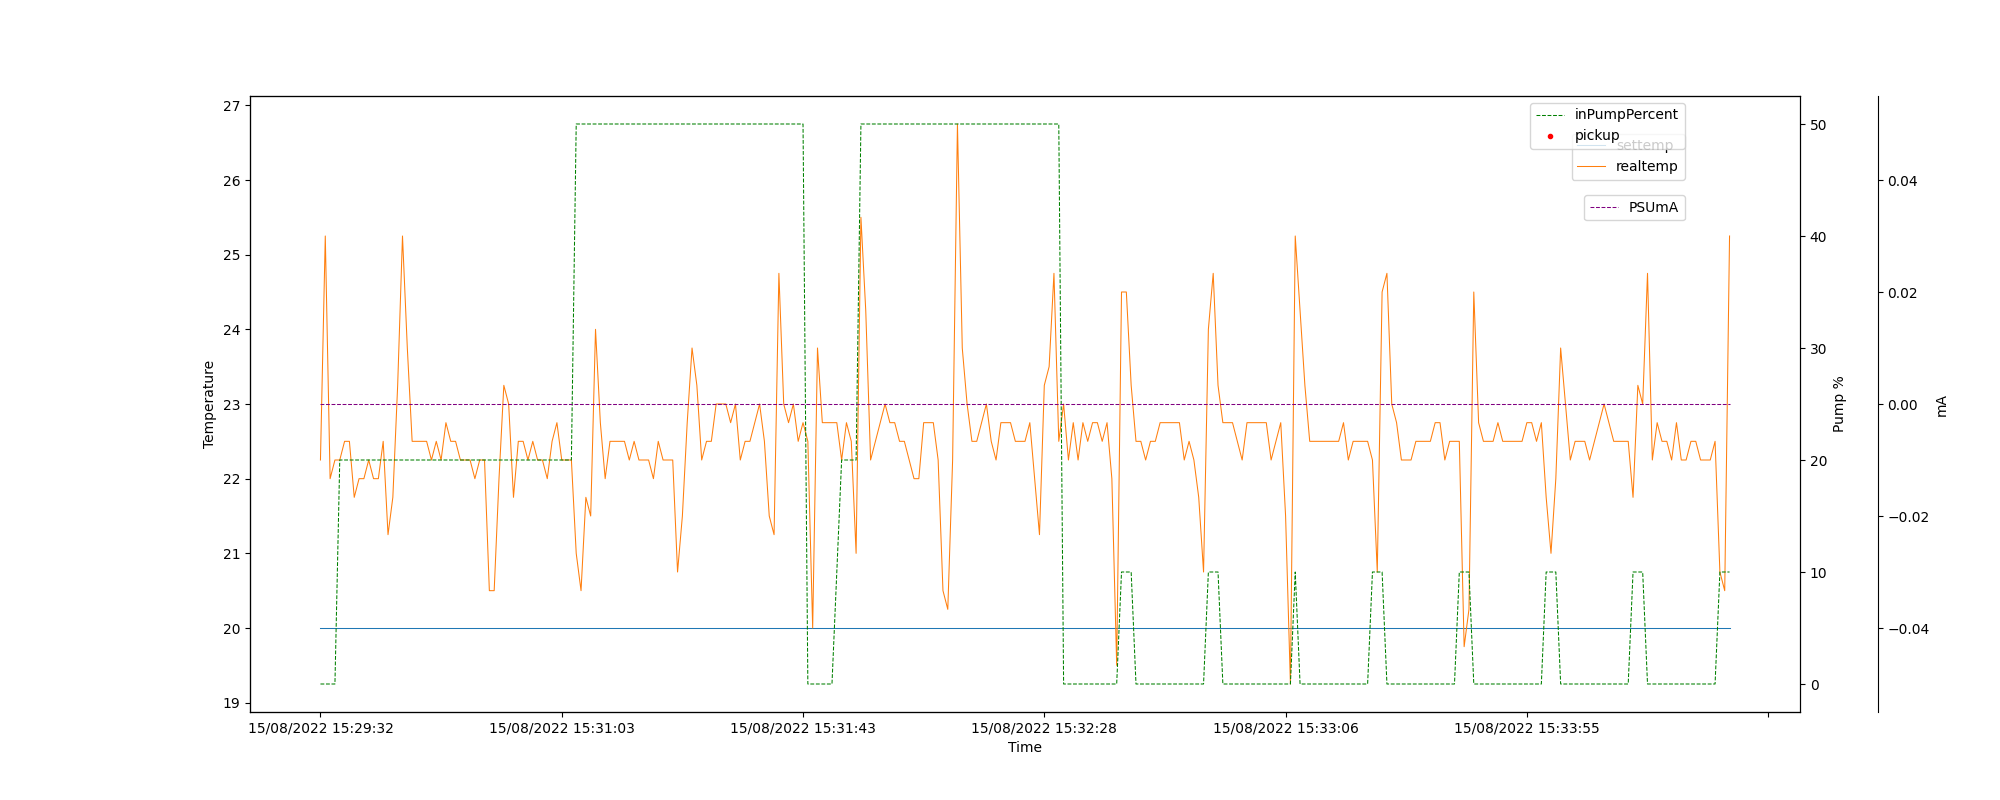 27
26
25
24
23
22
21
20
19
Temperature
inPumpPercent
pickup
settemp
realtemp
PSUmA
50
40
30
20
10
0
Pump %
0.04
0.02
0.00
−0.02
−0.04
mA
15/08/2022 15:29:32
15/08/2022 15:31:03
15/08/2022 15:31:43
15/08/2022 15:32:28
15/08/2022 15:33:06
15/08/2022 15:33:55
Time